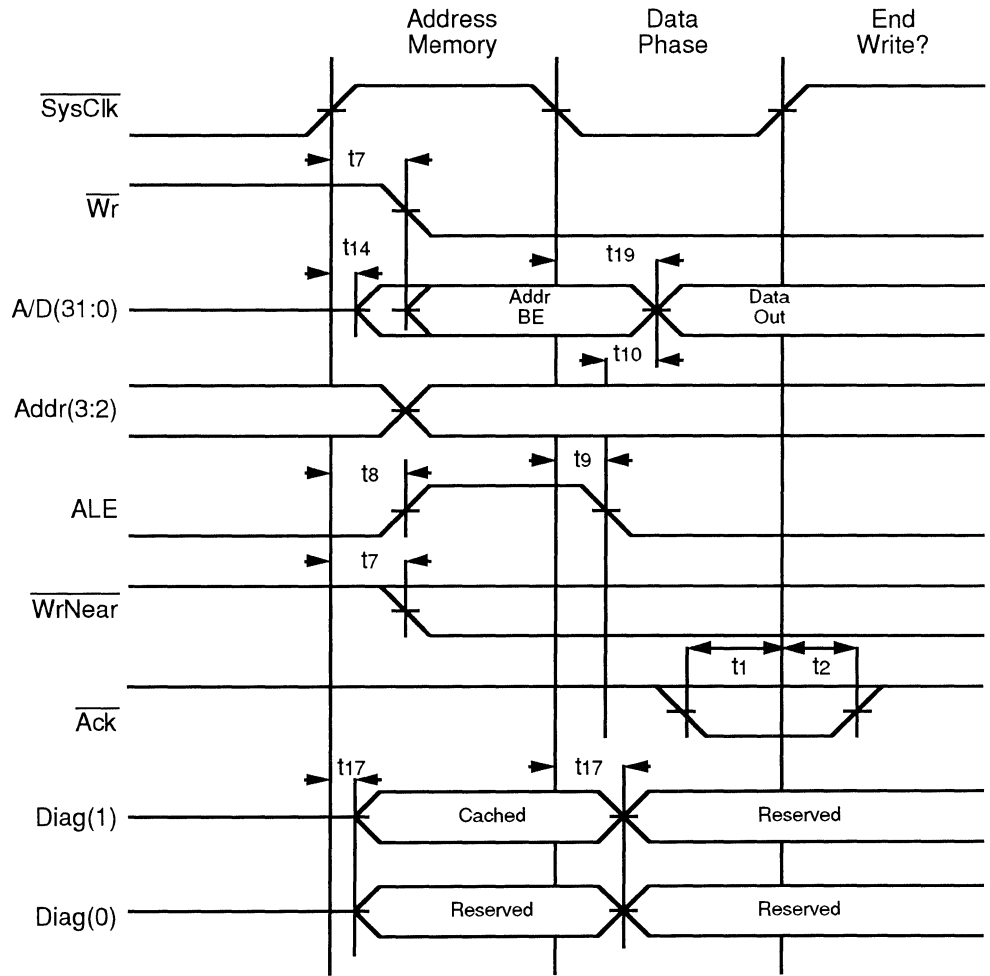 Address Memory
Data Phase
End Write?
SysClk
t7
Wr
t14
t19
A/D(31:0)
Addr BE
Data Out
t10
Addr(3:2)
t8
t9
ALE
t7
WrNear
t1
t2
Ack
t17
t17
Diag(1)
Cached
Reserved
Diag(0)
Reserved
Reserved